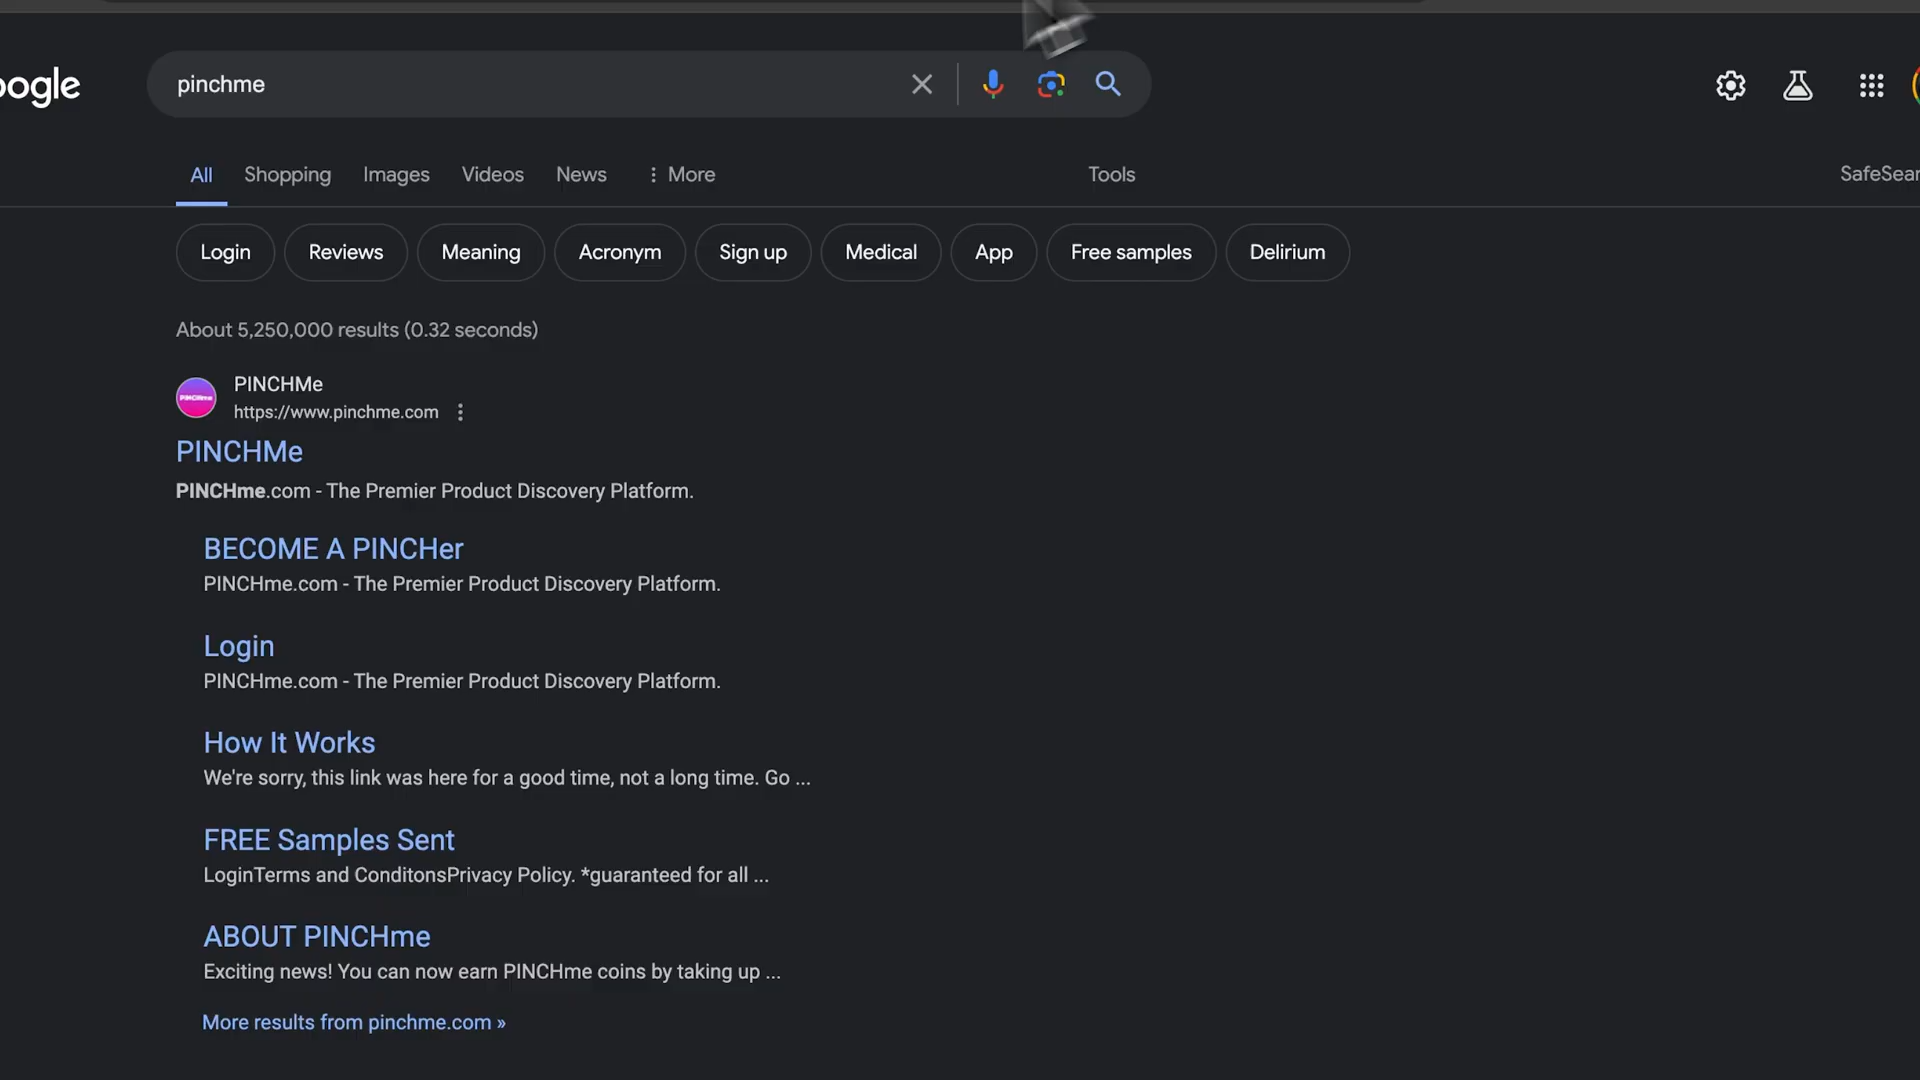 oogle
pinchme
All Shopping Images Videos News More Tools SafeSear
Login Reviews Meaning Acronym Sign up Medical App Free samples Delirium
About 5,250,000 results (0.32 seconds)
PINCHMe
PINCHme
https://www.pinchme.com
PINCHMe
PINCHme.com - The Premier Product Discovery Platform.
BECOME A PINCHer
PINCHme.com - The Premier Product Discovery Platform.
Login
PINCHme.com - The Premier Product Discovery Platform.
How It Works
We're sorry, this link was here for a good time, not a long time. Go ...
FREE Samples Sent
LoginTerms and ConditonsPrivacy Policy. *guaranteed for all ...
ABOUT PINCHme
Exciting news! You can now earn PINCHme coins by taking up ...
More results from pinchme.com »